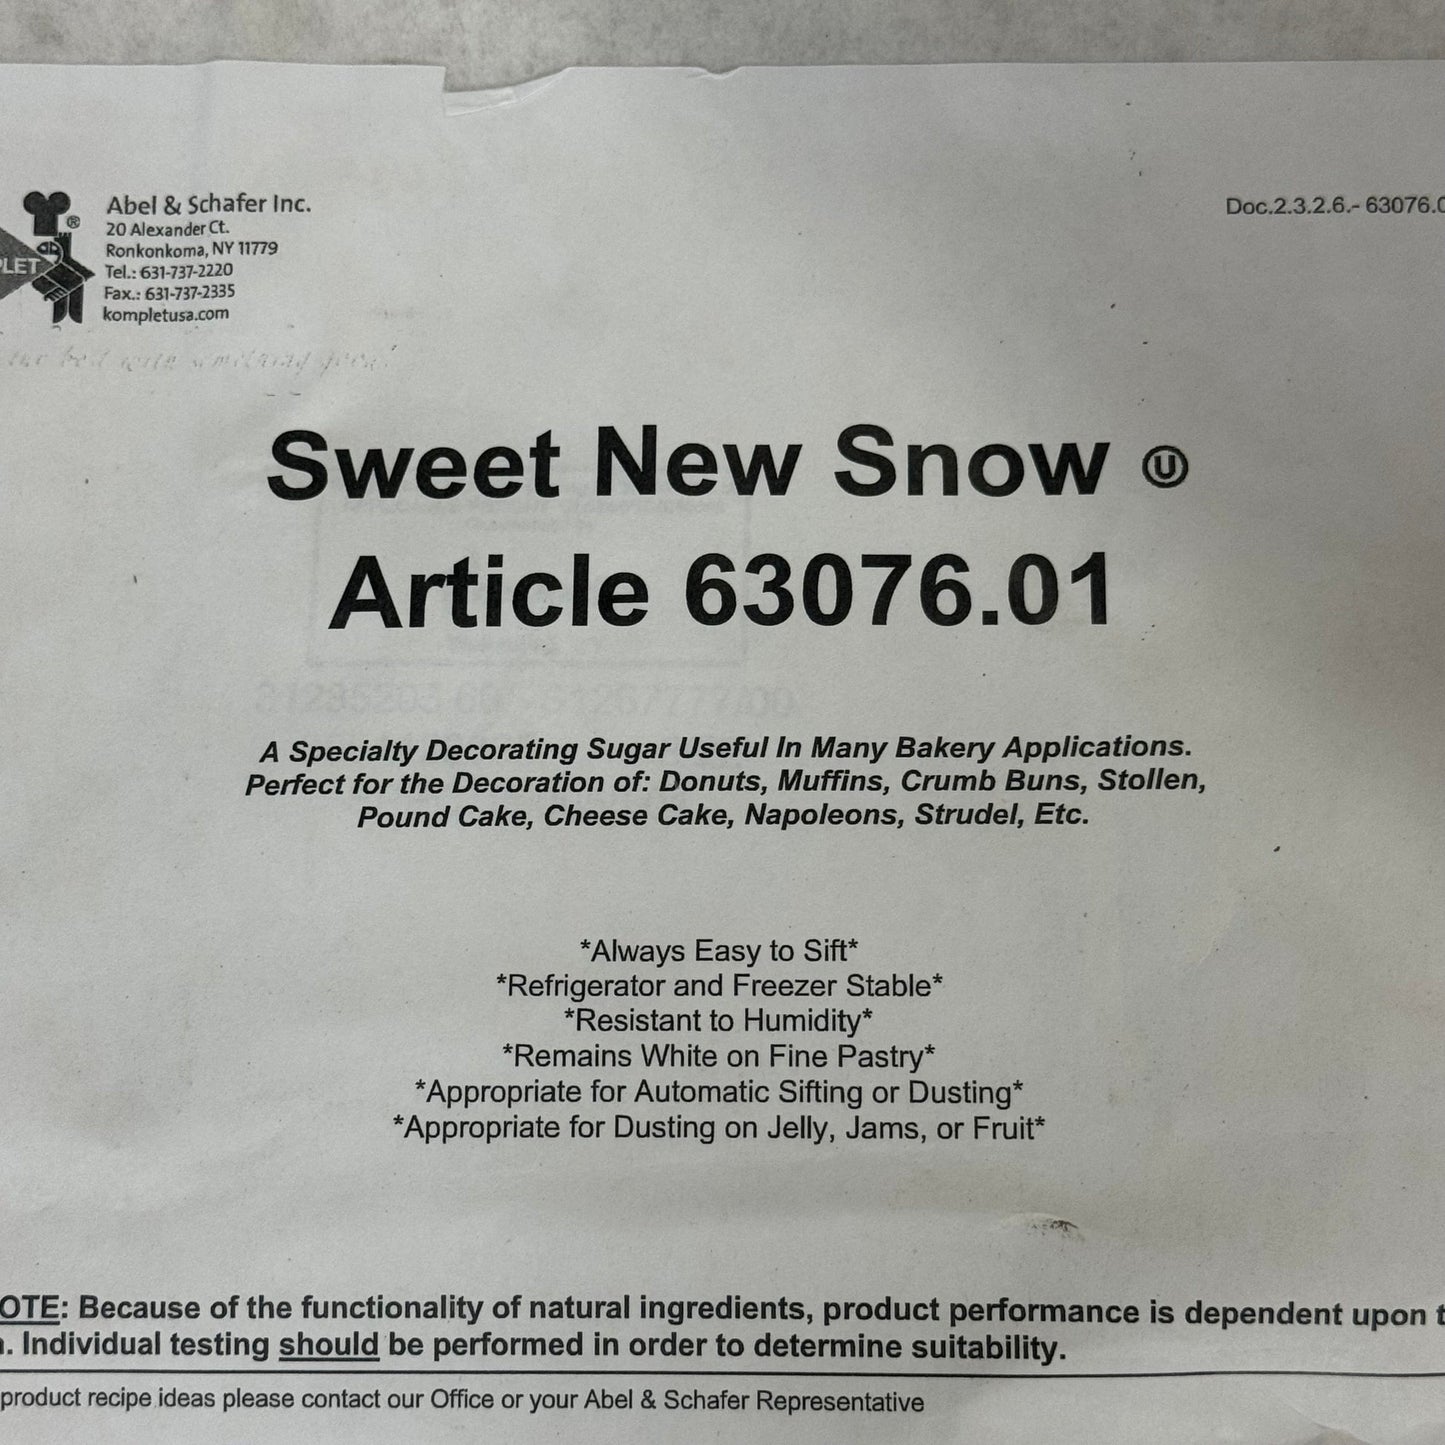 Abel & Schafer Inc.
20 Alexander Ct.
Ronkonkoma, NY 11779
Tel.: 631-737-2220
Fax.: 631-737-2335
kompletusa.com
PLET
®
Doc.2.3.2.6.- 63076.0
Sweet New Snow Ⓤ
Article 63076.01
A Specialty Decorating Sugar Useful In Many Bakery Applications.
Perfect for the Decoration of: Donuts, Muffins, Crumb Buns, Stollen,
Pound Cake, Cheese Cake, Napoleons, Strudel, Etc.
*Always Easy to Sift*
*Refrigerator and Freezer Stable*
*Resistant to Humidity*
*Remains White on Fine Pastry*
*Appropriate for Automatic Sifting or Dusting*
*Appropriate for Dusting on Jelly, Jams, or Fruit*
OTE: Because of the functionality of natural ingredients, product performance is dependent upon t
. Individual testing should be performed in order to determine suitability.
product recipe ideas please contact our Office or your Abel & Schafer Representative